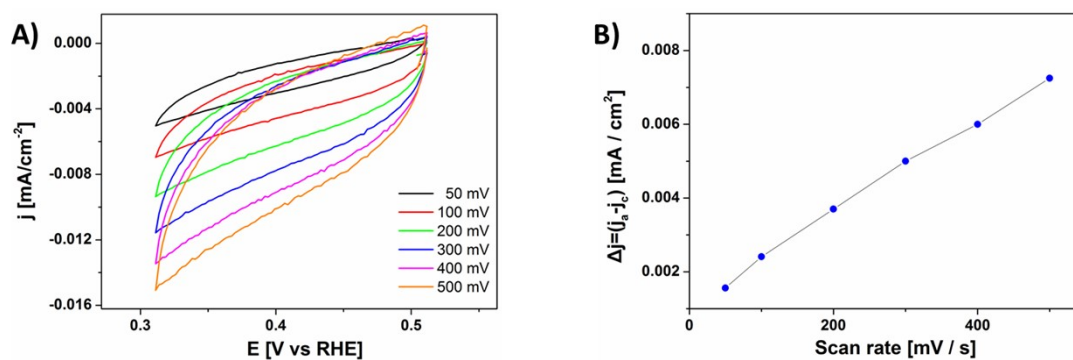 A)
j [mA/cm⁻²]
0.000
-0.004
-0.008
-0.012
-0.016
50 mV
100 mV
200 mV
300 mV
400 mV
500 mV
0.3
0.4
0.5
E [V vs RHE]
B)
Δj=(jₐ-j꜀) [mA / cm²]
0.008
0.006
0.004
0.002
0
200
400
Scan rate [mV / s]